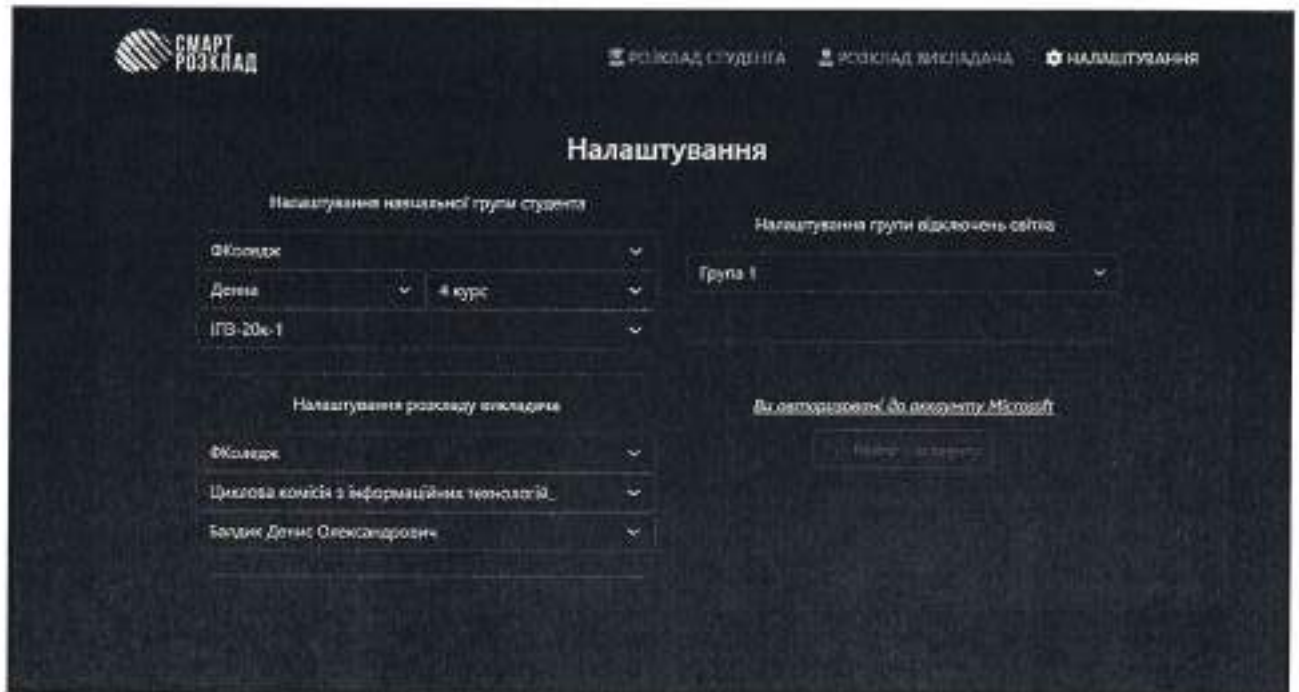 СМАРТ
РОЗКЛАД
РОЗКЛАД СТУДЕНТА
РОЗКЛАД ВИКЛАДАЧА
НАЛАШТУВАННЯ
Налаштування
Налаштування навчальної групи студента
ФКоледж
Денна
4 курс
ІПЗ-20к-1
Налаштування групи відключень світла
Група 1
Налаштування розкладу викладача
ФКоледж
Циклова комісія з інформаційних технологій_
Балдик Денис Олександрович
Ви авторизовані до аккаунту Microsoft